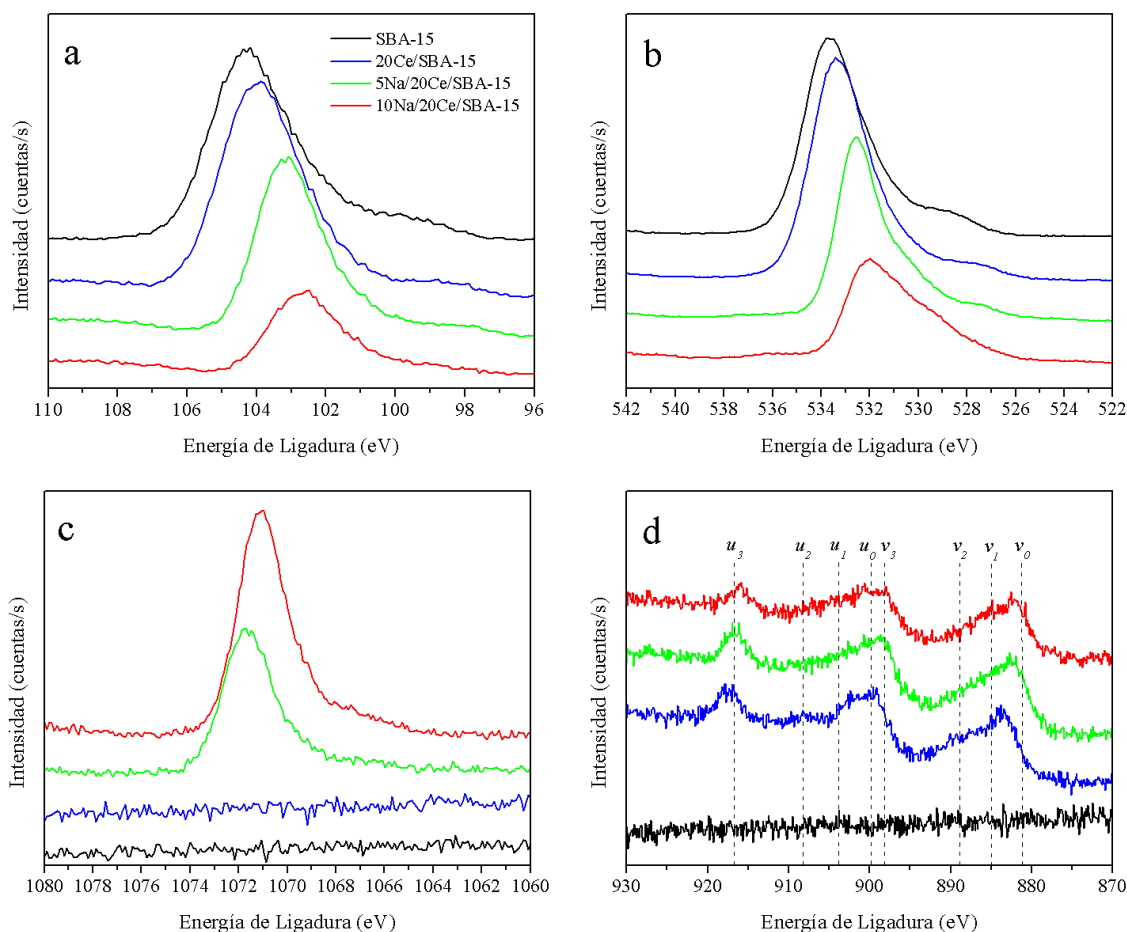 a
SBA-15
20Ce/SBA-15
5Na/20Ce/SBA-15
10Na/20Ce/SBA-15
Intensidad (cuentas/s)
110 108 106 104 102 100 98 96
Energía de Ligadura (eV)
b
Intensidad (cuentas/s)
542 540 538 536 534 532 530 528 526 524 522
Energía de Ligadura (eV)
c
Intensidad (cuentas/s)
1080 1078 1076 1074 1072 1070 1068 1066 1064 1062 1060
Energía de Ligadura (eV)
d
u3 u2 u1 u0 v3 v2 v1 v0
Intensidad (cuentas/s)
930 920 910 900 890 880 870
Energía de Ligadura (eV)